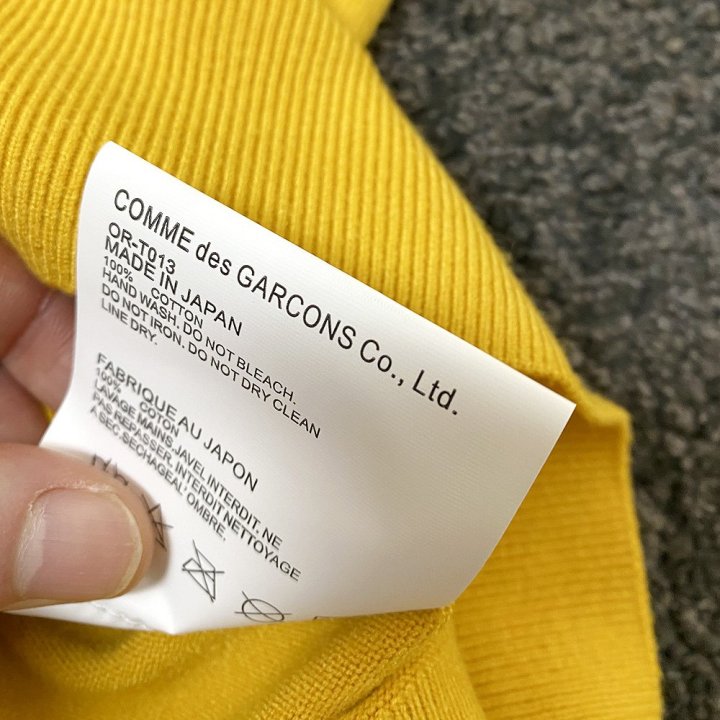 COMME des GARCONS Co., Ltd.
OR-T013
MADE IN JAPAN
100% COTTON
HAND WASH. DO NOT BLEACH.
DO NOT IRON. DO NOT DRY CLEAN
LINE DRY.
FABRIQUE AU JAPON
100% COTON
LAVAGE MAINS. JAVEL INTERDIT. NE
PAS REPASSER. INTERDIT NETTOYAGE
A SEC. SECHAGE AL' OMBRE.